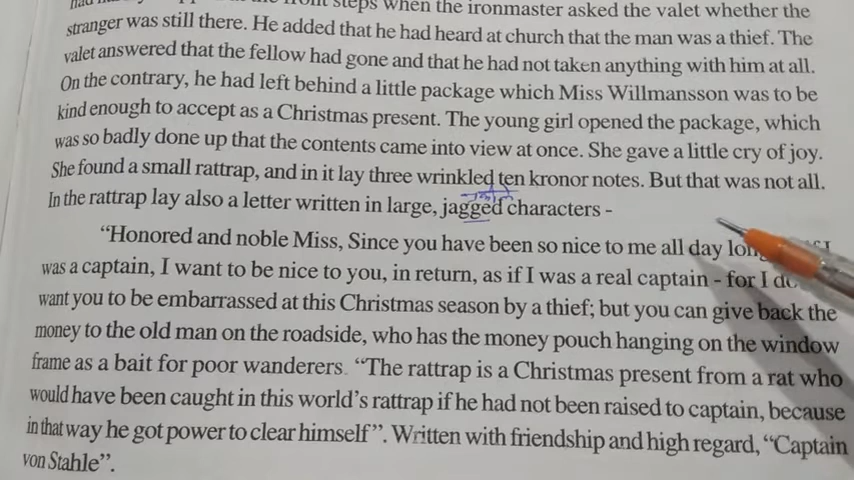 steps when the ironmaster asked the valet whether the
stranger was still there. He added that he had heard at church that the man was a thief. The
valet answered that the fellow had gone and that he had not taken anything with him at all.
On the contrary, he had left behind a little package which Miss Willmansson was to be
kind enough to accept as a Christmas present. The young girl opened the package, which
was so badly done up that the contents came into view at once. She gave a little cry of joy.
She found a small rattrap, and in it lay three wrinkled ten kronor notes. But that was not all.
In the rattrap lay also a letter written in large, jagged characters -
“Honored and noble Miss, Since you have been so nice to me all day
was a captain, I want to be nice to you, in return, as if I was a real captain - for I
want you to be embarrassed at this Christmas season by a thief; but you can give back the
money to the old man on the roadside, who has the money pouch hanging on the window
frame as a bait for poor wanderers. “The rattrap is a Christmas present from a rat who
would have been caught in this world’s rattrap if he had not been raised to captain, because
in that way he got power to clear himself”. Written with friendship and high regard, “Captain
von Stahle”.